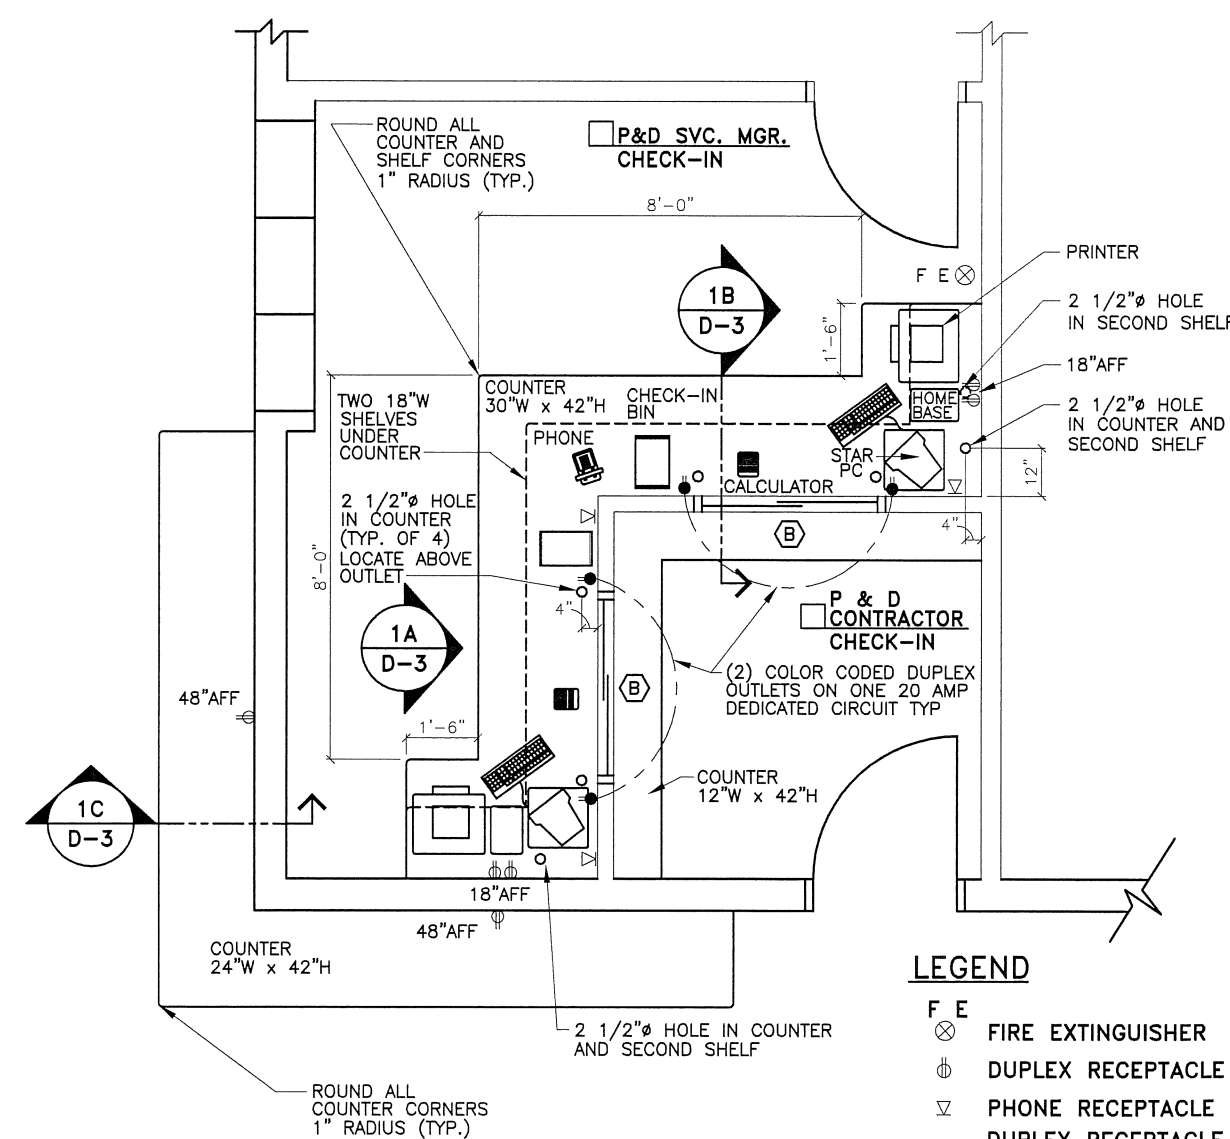 ROUND ALL
COUNTER AND
SHELF CORNERS
1" RADIUS (TYP.)
P&D SVC. MGR.
CHECK-IN
8'-0"
F E
PRINTER
1B
D-3
1'-6"
2 1/2"ø HOLE
IN SECOND SHELF
18"AFF
COUNTER
30"W x 42"H
CHECK-IN
BIN
HOME
BASE
2 1/2"ø HOLE
IN COUNTER AND
SECOND SHELF
TWO 18"W
SHELVES
UNDER
COUNTER
PHONE
STAR
PC
12"
CALCULATOR
2 1/2"ø HOLE
IN COUNTER
(TYP. OF 4)
LOCATE ABOVE
OUTLET
8'-0"
4"
B
4"
P & D
CONTRACTOR
CHECK-IN
1A
D-3
(2) COLOR CODED DUPLEX
OUTLETS ON ONE 20 AMP
DEDICATED CIRCUIT TYP
B
48"AFF
1'-6"
COUNTER
12"W x 42"H
1C
D-3
18"AFF
48"AFF
COUNTER
24"W x 42"H
LEGEND
F E
FIRE EXTINGUISHER
2 1/2"ø HOLE IN COUNTER
AND SECOND SHELF
DUPLEX RECEPTACLE
ROUND ALL
COUNTER CORNERS
1" RADIUS (TYP.)
PHONE RECEPTACLE
DUPLEX RECEPTACLE